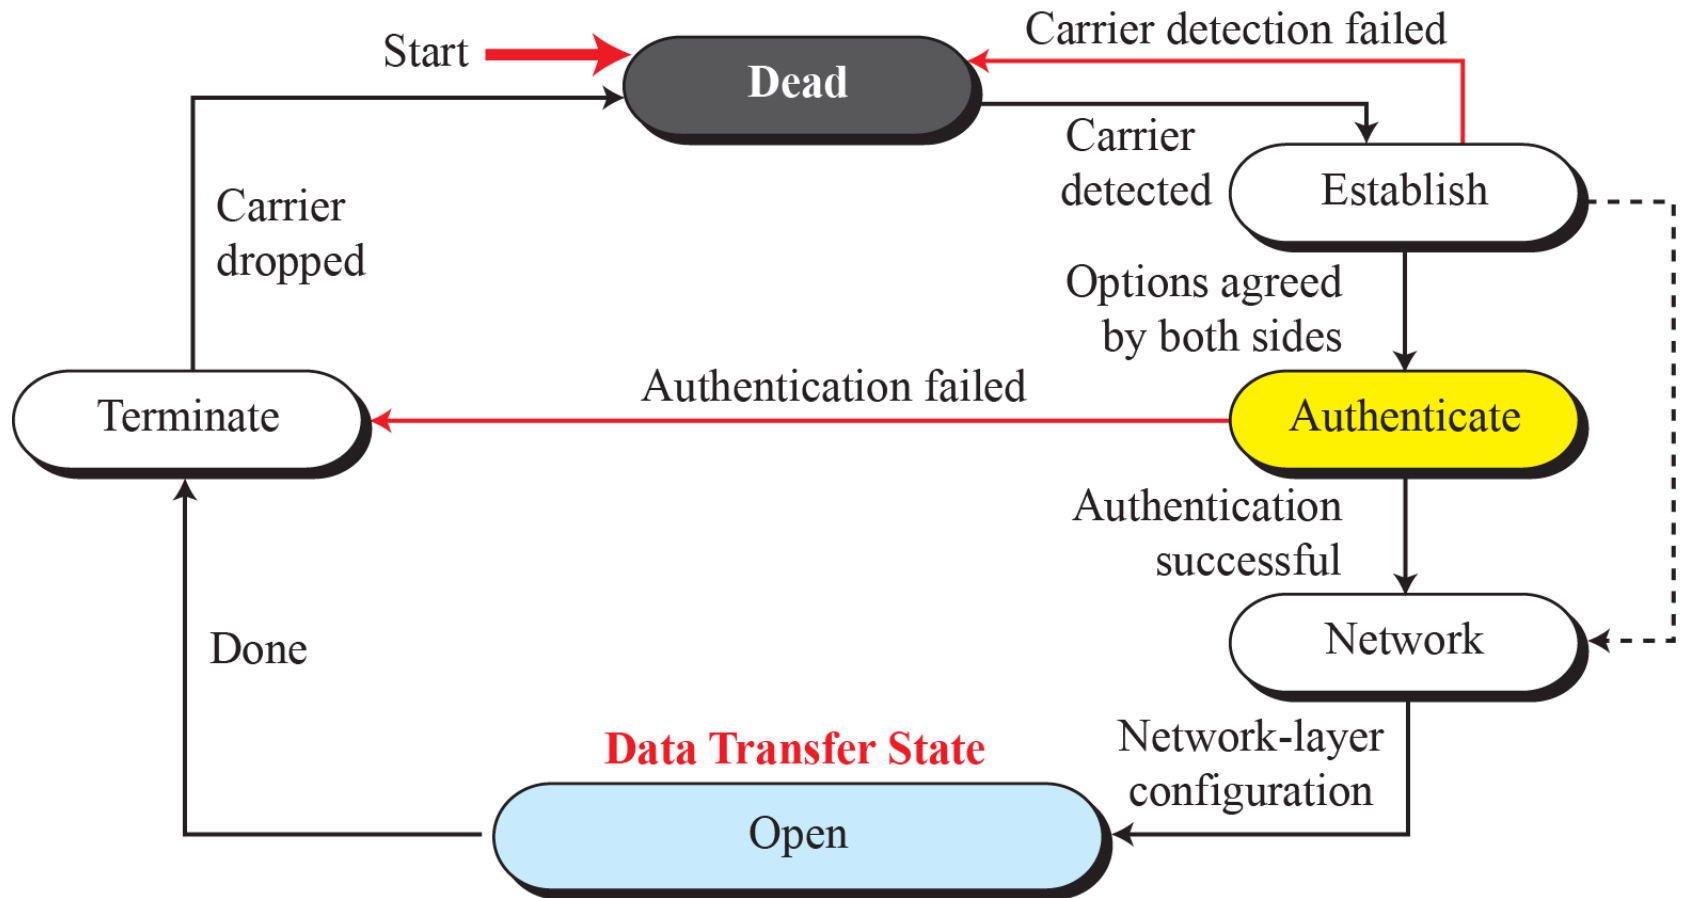 Start
Dead
Carrier detection failed
Carrier
detected
Establish
Carrier
dropped
Options agreed
by both sides
Terminate
Authentication failed
Authenticate
Authentication
successful
Done
Network
Data Transfer State
Network-layer
configuration
Open